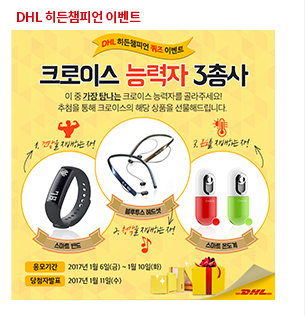 DHL 히든챔피언 이벤트
DHL 히든챔피언 퀴즈 이벤트
크로이스 능력자 3총사
이 중 가장 탐나는 크로이스 능력자를 골라주세요!
추첨을 통해 크로이스의 해당 상품을 선물해드립니다.
스마트 밴드
블루투스 헤드셋
스마트 온도계
응모기간 2017년 1월 6일(금) ~ 1월 10일(화)
당첨자발표 2017년 1월 11일(수)
DHL